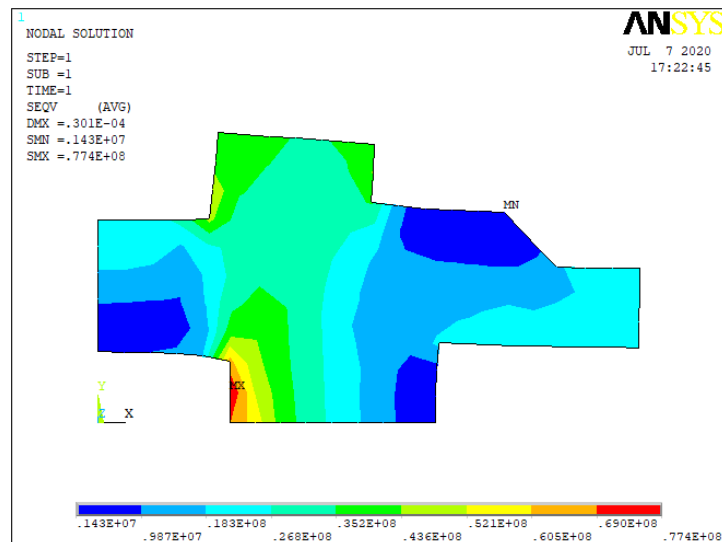 1
ANSYS
NODAL SOLUTION
JUL 7 2020
17:22:45
STEP=1
SUB =1
TIME=1
SEQV (AVG)
DMX =.301E-04
SMN =.143E+07
SMX =.774E+08
MN
MX
Y
Z X
.143E+07 .183E+08 .352E+08 .521E+08 .690E+08
.987E+07 .268E+08 .436E+08 .605E+08 .774E+08